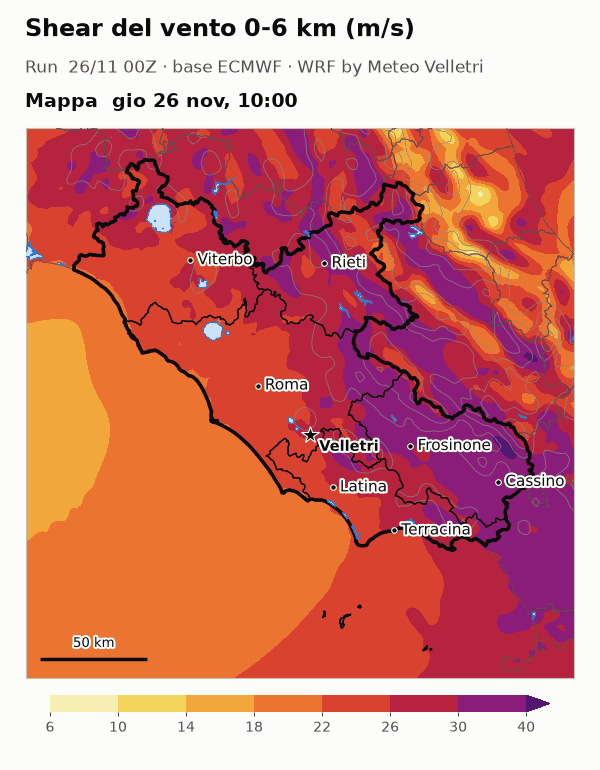 Shear del vento 0-6 km (m/s)
Run  26/11 00Z · base ECMWF · WRF by Meteo Velletri
Mappa  gio 26 nov, 10:00
Viterbo
Rieti
Roma
Velletri
Frosinone
Cassino
Latina
Terracina
50 km
6 10 14 18 22 26 30 40